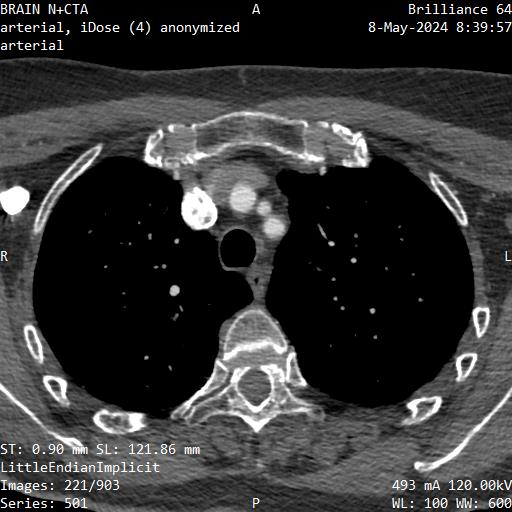 BRAIN N+CTA
A
Brilliance 64
arterial, iDose (4) anonymized
8-May-2024 8:39:57
arterial
R
L
ST: 0.90 mm SL: 121.86 mm
LittleEndianImplicit
Images: 221/903
493 mA 120.00kV
Series: 501
P
WL: 100 WW: 600